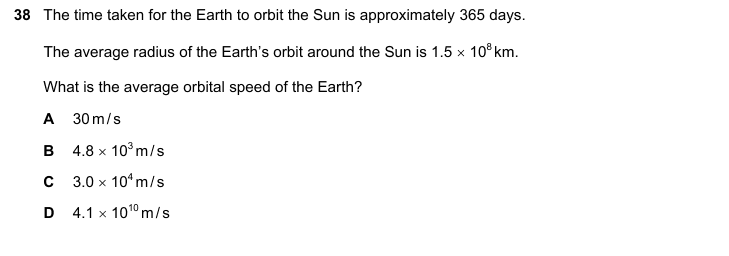 38 The time taken for the Earth to orbit the Sun is approximately 365 days.
The average radius of the Earth's orbit around the Sun is 1.5 × 10⁸ km.
What is the average orbital speed of the Earth?
A 30 m/s
B 4.8 × 10³ m/s
C 3.0 × 10⁴ m/s
D 4.1 × 10¹⁰ m/s